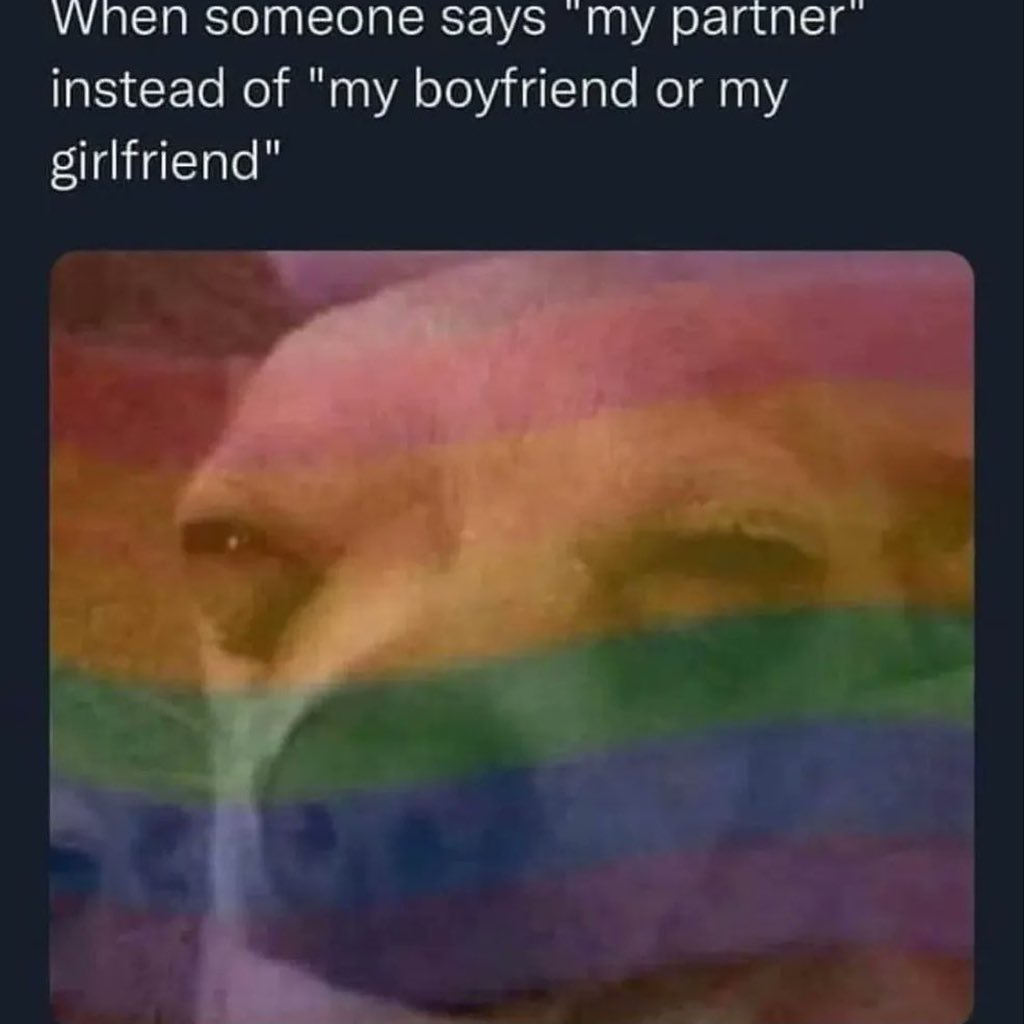 When someone says "my partner"
instead of "my boyfriend or my
girlfriend"